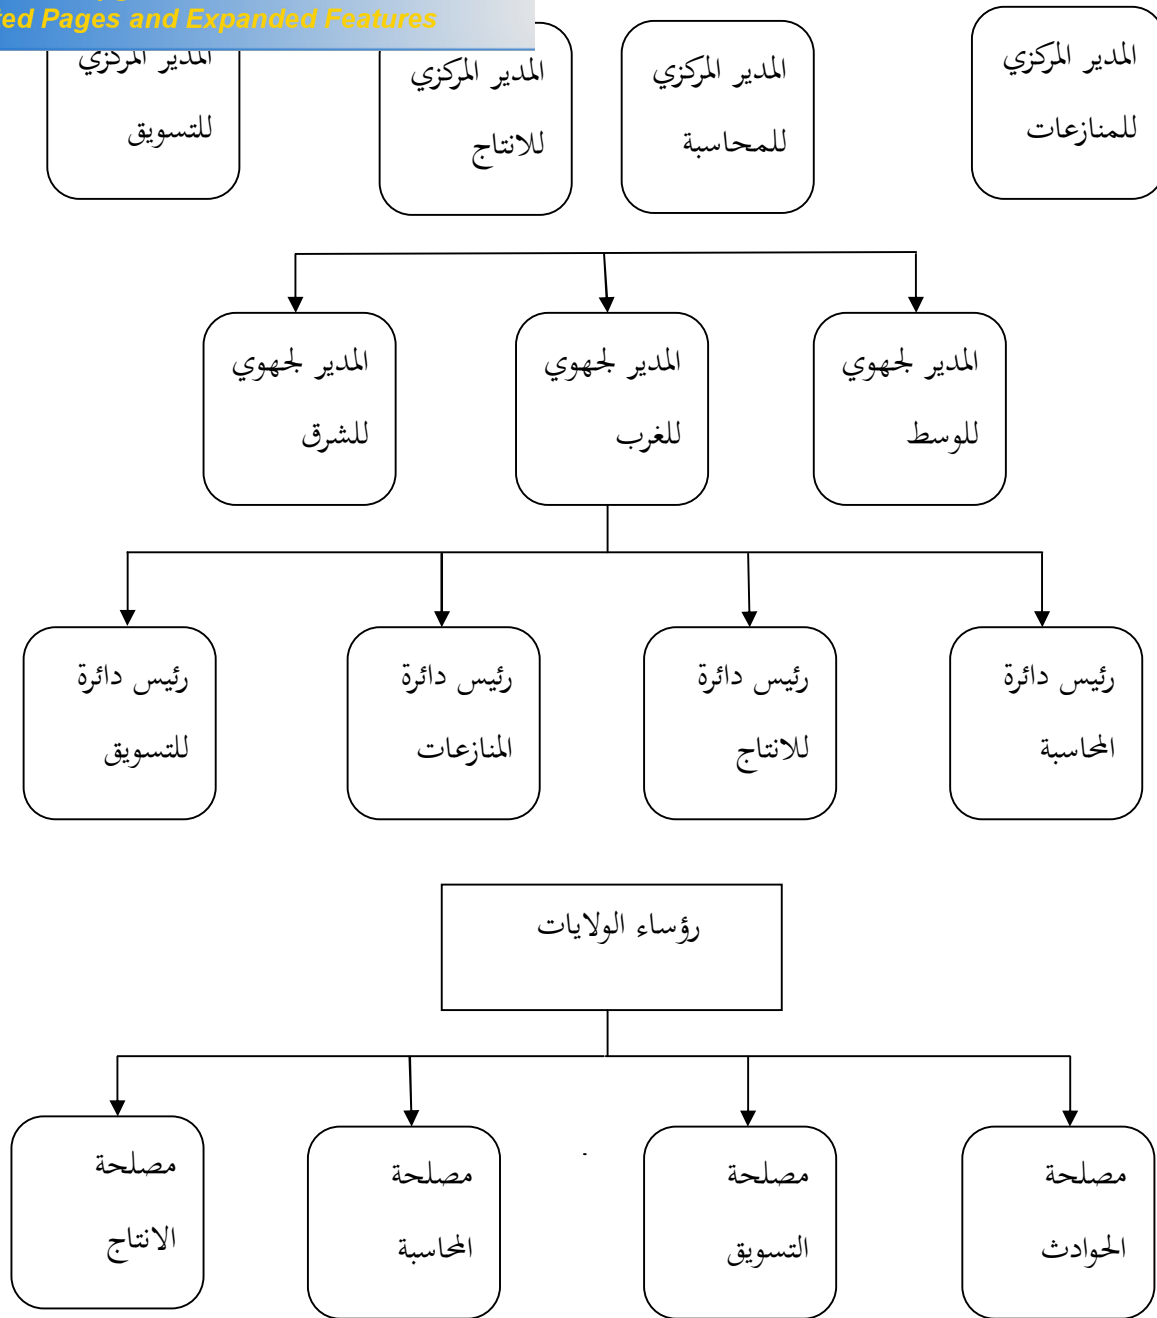 ted Pages and Expanded Features
المدير المركزي
للمنازعات
المدير المركزي
للمحاسبة
المدير المركزي
للانتاج
المدير المركزي
للتسويق
المدير لجهوي
للوسط
المدير لجهوي
للغرب
المدير لجهوي
للشرق
رئيس دائرة
المحاسبة
رئيس دائرة
للانتاج
رئيس دائرة
المنازعات
رئيس دائرة
للتسويق
رؤساء الولايات
مصلحة
الحوادث
مصلحة
التسويق
مصلحة
المحاسبة
مصلحة
الانتاج